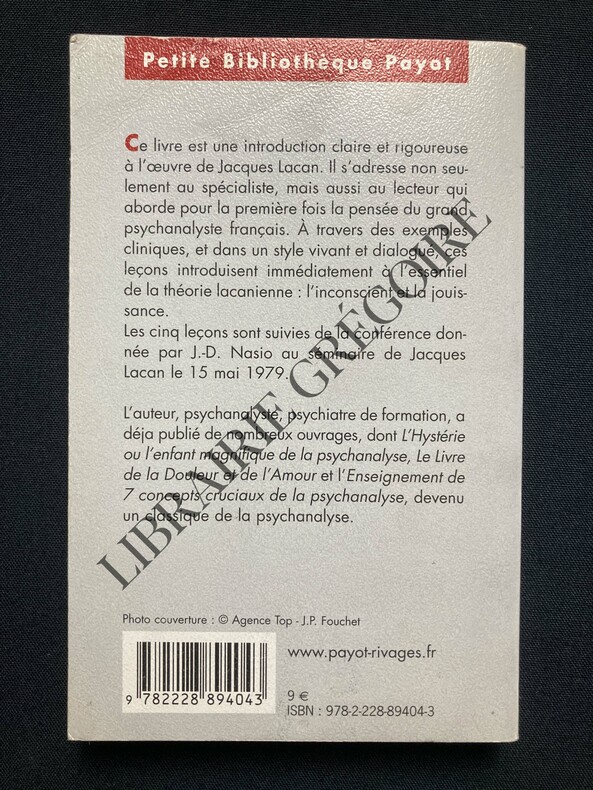 Petite Bibliothèque Payot
Ce livre est une introduction claire et rigoureuse
à l'œuvre de Jacques Lacan. Il s'adresse non seu-
lement au spécialiste, mais aussi au lecteur qui
aborde pour la première fois la pensée du grand
psychanalyste français. À travers des exemples
cliniques, et dans un style vivant et dialogué, ces
leçons introduisent immédiatement à l'essentiel
de la théorie lacanienne : l'inconscient et la jouis-
sance.
Les cinq leçons sont suivies de la conférence don-
née par J.-D. Nasio au séminaire de Jacques
Lacan le 15 mai 1979.
L'auteur, psychanalyste, psychiatre de formation, a
déja publié de nombreux ouvrages, dont L'Hystérie
ou l'enfant magnifique de la psychanalyse, Le Livre
de la Douleur et de l'Amour et l'Enseignement de
7 concepts cruciaux de la psychanalyse, devenu
un classique de la psychanalyse.
LIBRAIRIE GRÉGOIRE
Photo couverture : © Agence Top - J.P. Fouchet
www.payot-rivages.fr
9 782228 894043
9 €
ISBN : 978-2-228-89404-3